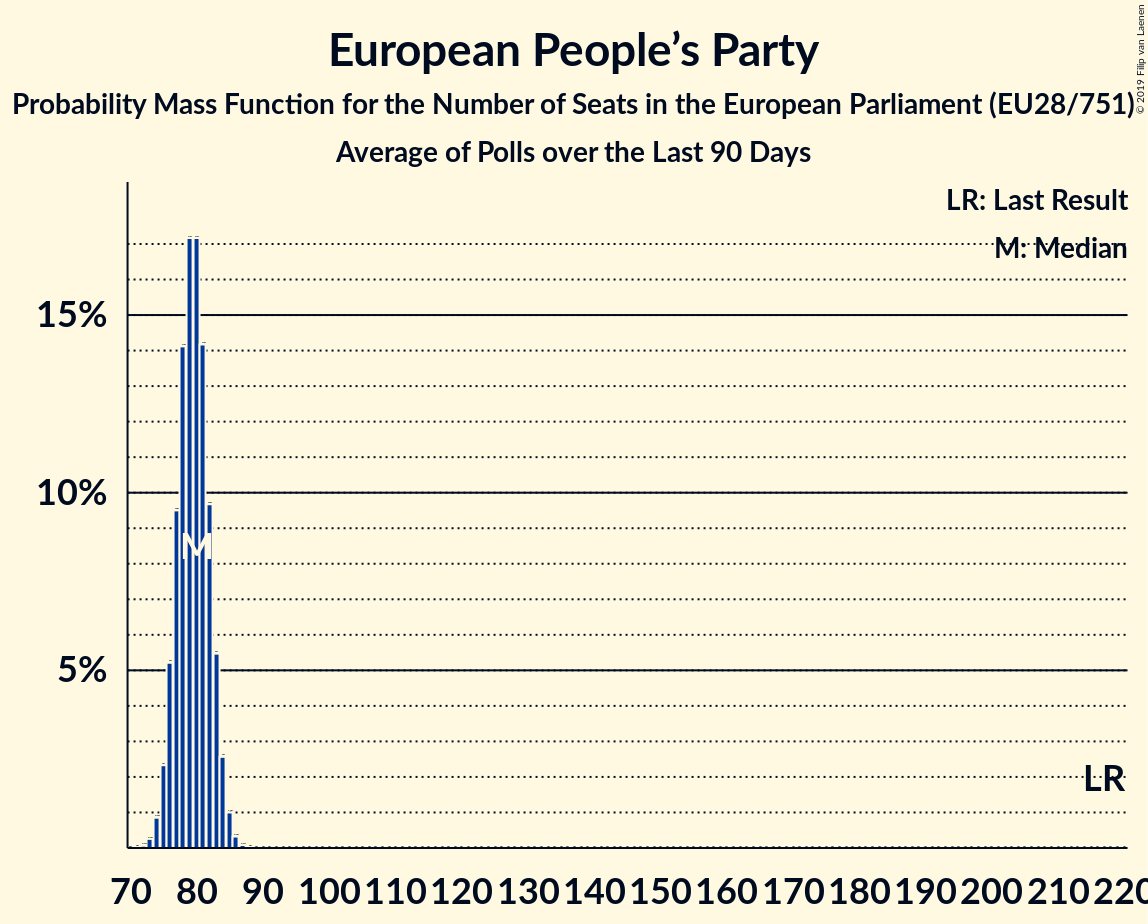 European People’s Party
Probability Mass Function for the Number of Seats in the European Parliament (EU28/751)
Average of Polls over the Last 90 Days
© 2019 Filip van Laenen
LR: Last Result
M: Median
15%
10%
5%
M
LR
70 80 90 100 110 120 130 140 150 160 170 180 190 200 210 220